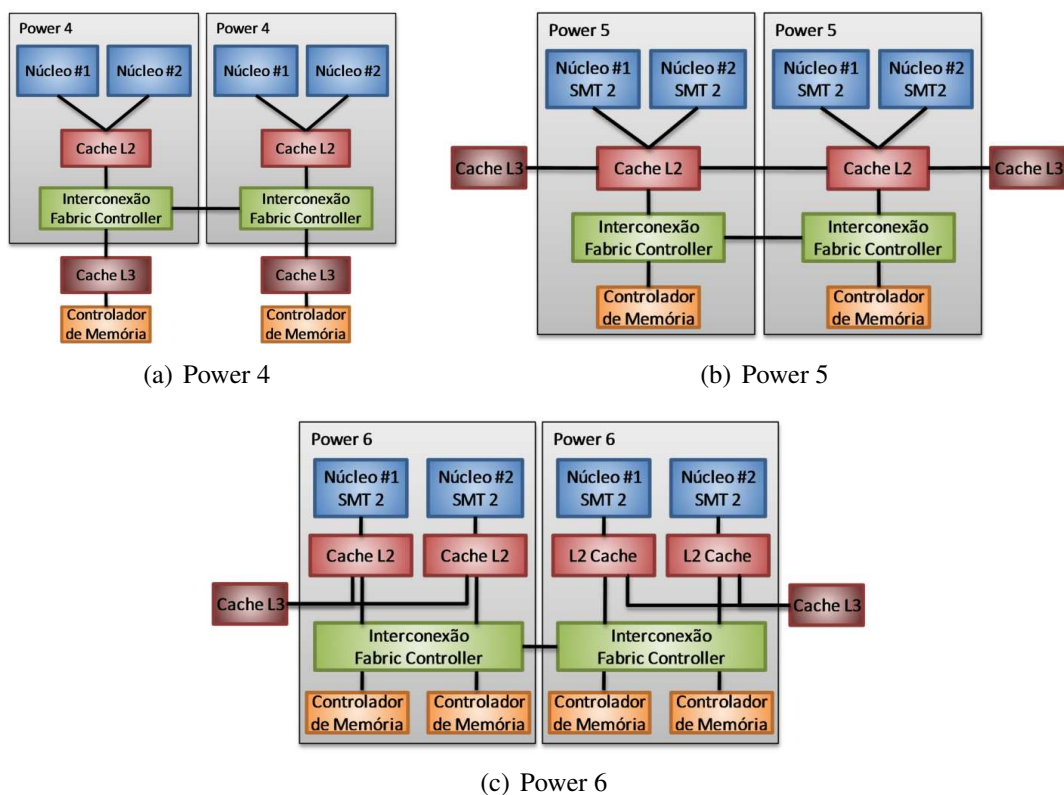 Power 4
Power 4
Núcleo #1
Núcleo #2
Núcleo #1
Núcleo #2
Cache L2
Cache L2
Interconexão
Fabric Controller
Interconexão
Fabric Controller
Cache L3
Cache L3
Controlador
de Memória
Controlador
de Memória
(a) Power 4
Power 5
Power 5
Núcleo #1
SMT 2
Núcleo #2
SMT 2
Núcleo #1
SMT 2
Núcleo #2
SMT2
Cache L3
Cache L2
Cache L2
Cache L3
Interconexão
Fabric Controller
Interconexão
Fabric Controller
Controlador
de Memória
Controlador
de Memória
(b) Power 5
Power 6
Power 6
Núcleo #1
SMT 2
Núcleo #2
SMT 2
Núcleo #1
SMT 2
Núcleo #2
SMT 2
Cache L2
Cache L2
L2 Cache
L2 Cache
Cache L3
Cache L3
Interconexão
Fabric Controller
Interconexão
Fabric Controller
Controlador
de Memória
Controlador
de Memória
Controlador
de Memória
Controlador
de Memória
(c) Power 6